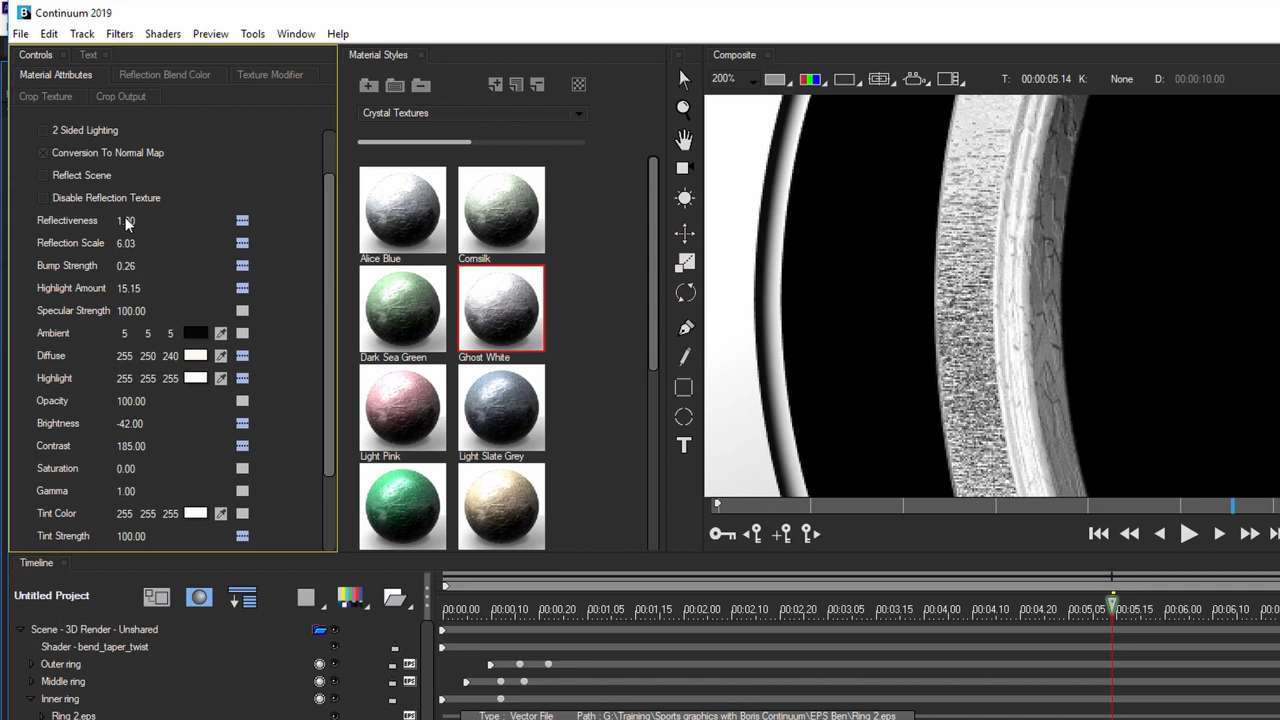 Continuum 2019
File Edit Track Filters Shaders Preview Tools Window Help
Controls Text
Material Attributes Reflection Blend Color Texture Modifier
Crop Texture Crop Output
2 Sided Lighting
Conversion To Normal Map
Reflect Scene
Disable Reflection Texture
Reflectiveness
Reflection Scale 6.03
Bump Strength 0.26
Highlight Amount 15.15
Specular Strength 100.00
Ambient 5 5 5
Diffuse 255 250 240
Highlight 255 255 255
Opacity 100.00
Brightness -42.00
Contrast 185.00
Saturation 0.00
Gamma 1.00
Tint Color 255 255 255
Tint Strength 100.00
Material Styles
Crystal Textures
Alice Blue Cornsilk
Dark Sea Green Ghost White
Light Pink Light Slate Grey
Composite
200% T: 00:00:05.14 K: None D: 00:00:10.00
T
Timeline
Untitled Project
00:00.00 00:00.10 00:00.20 00:01.05 00:01.15 00:02.00 00:02.10 00:02.20 00:03.05 00:03.15 00:04.00 00:04.10 00:04.20 00:05.05 00:05.15 00:06.00 00:06.10
Scene - 3D Render - Unshared
Shader - bend_taper_twist
Outer ring EPS
Middle ring EPS
Inner ring
Ring 2.eps
Type : Vector File Path : G:\Training\Sports graphics with Boris Continuum\EPS Ben\Ring 2.eps